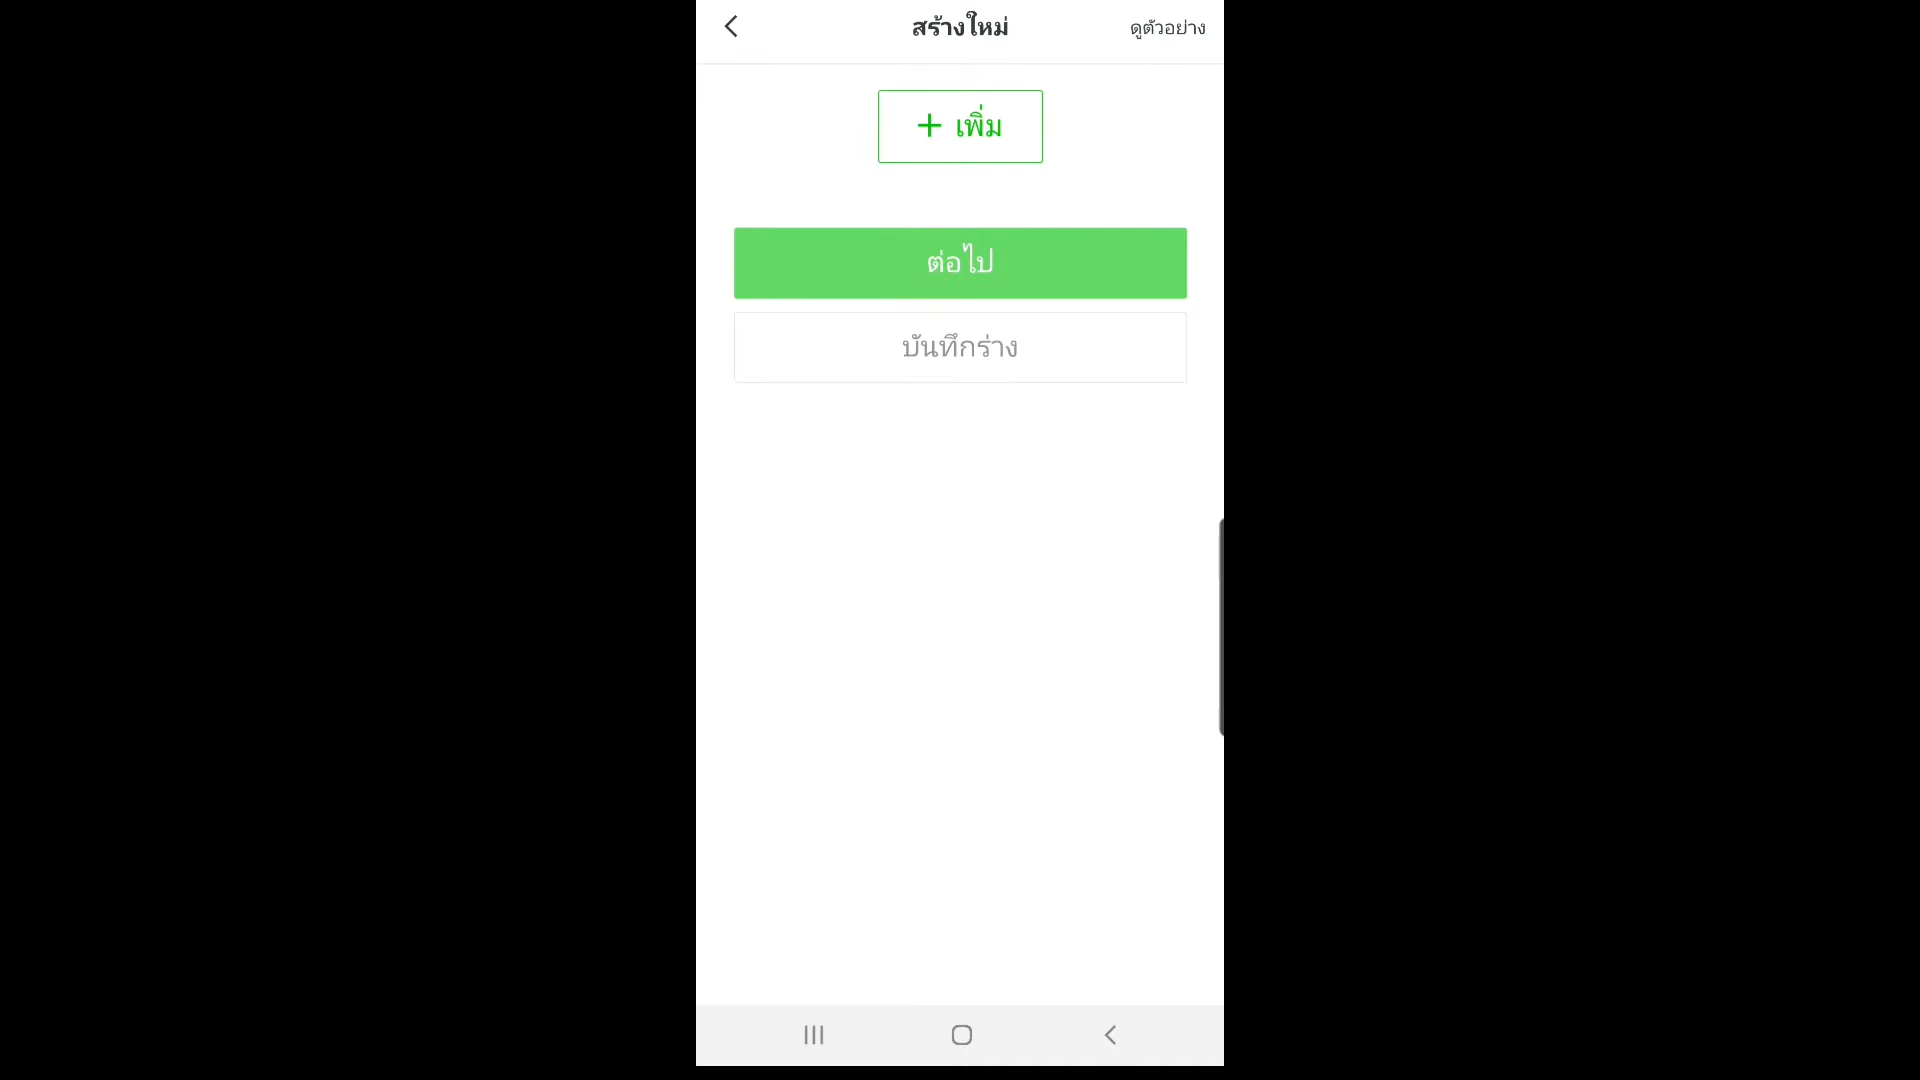 สร้างใหม่
ดูตัวอย่าง
+ เพิ่ม
ต่อไป
บันทึกร่าง